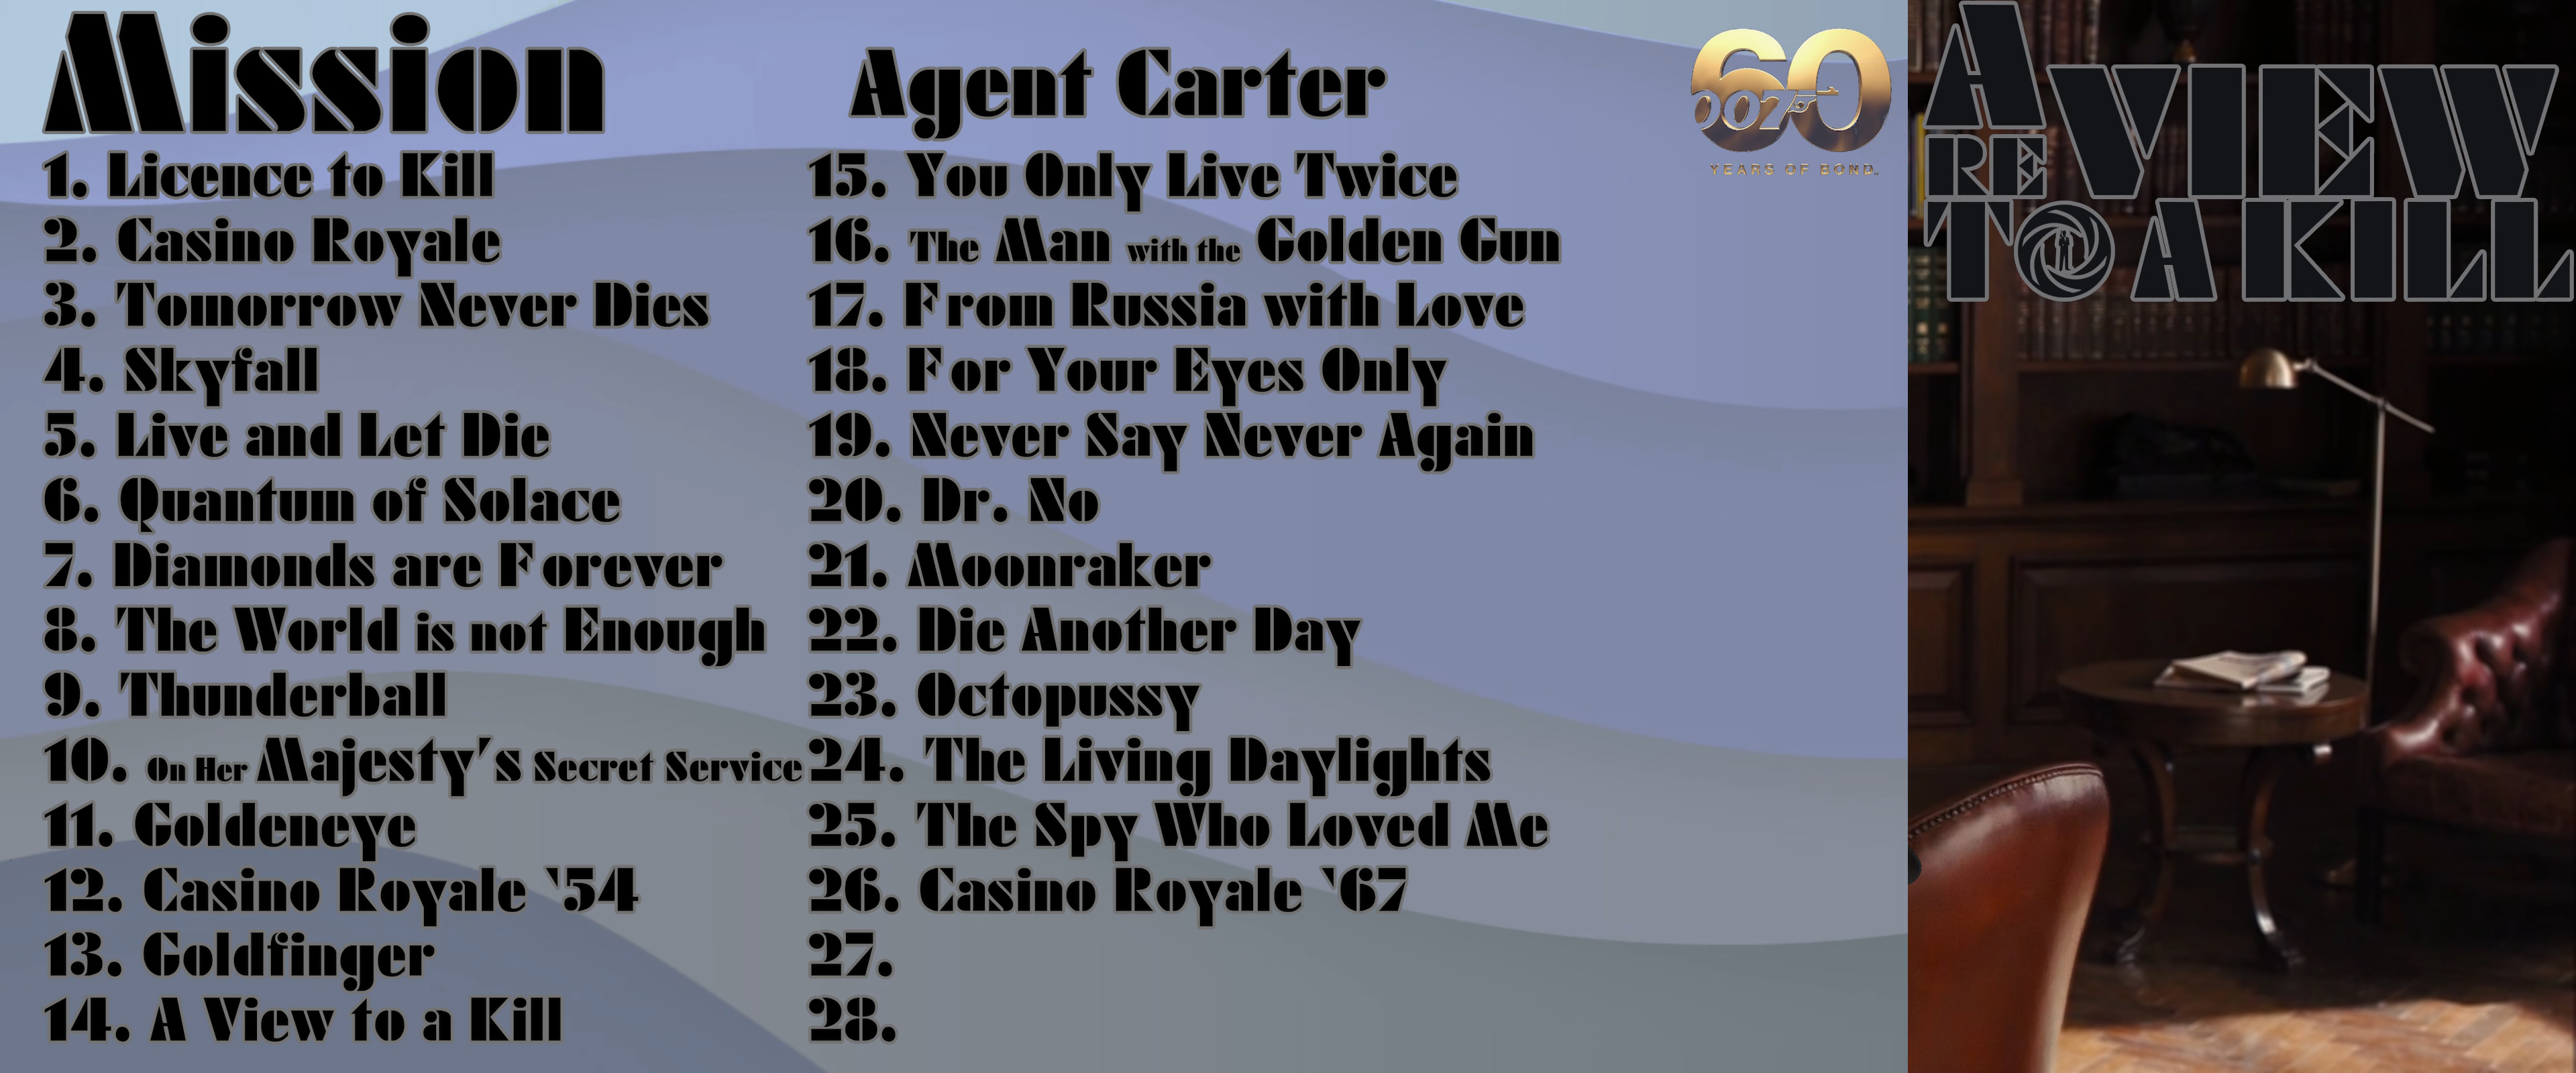 Mission
1. Licence to Kill
2. Casino Royale
3. Tomorrow Never Dies
4. Skyfall
5. Live and Let Die
6. Quantum of Solace
7. Diamonds are Forever
8. The World is not Enough
9. Thunderball
10. On Her Majesty's Secret Service
11. Goldeneye
12. Casino Royale `54
13. Goldfinger
14. A View to a Kill
Agent Carter
15. You Only Live Twice
16. The Man with the Golden Gun
17. From Russia with Love
18. For Your Eyes Only
19. Never Say Never Again
20. Dr. No
21. Moonraker
22. Die Another Day
23. Octopussy
24. The Living Daylights
25. The Spy Who Loved Me
26. Casino Royale `67
27.
28.
60
007
YEARS OF BOND.
A REVIEW
TO A KILL